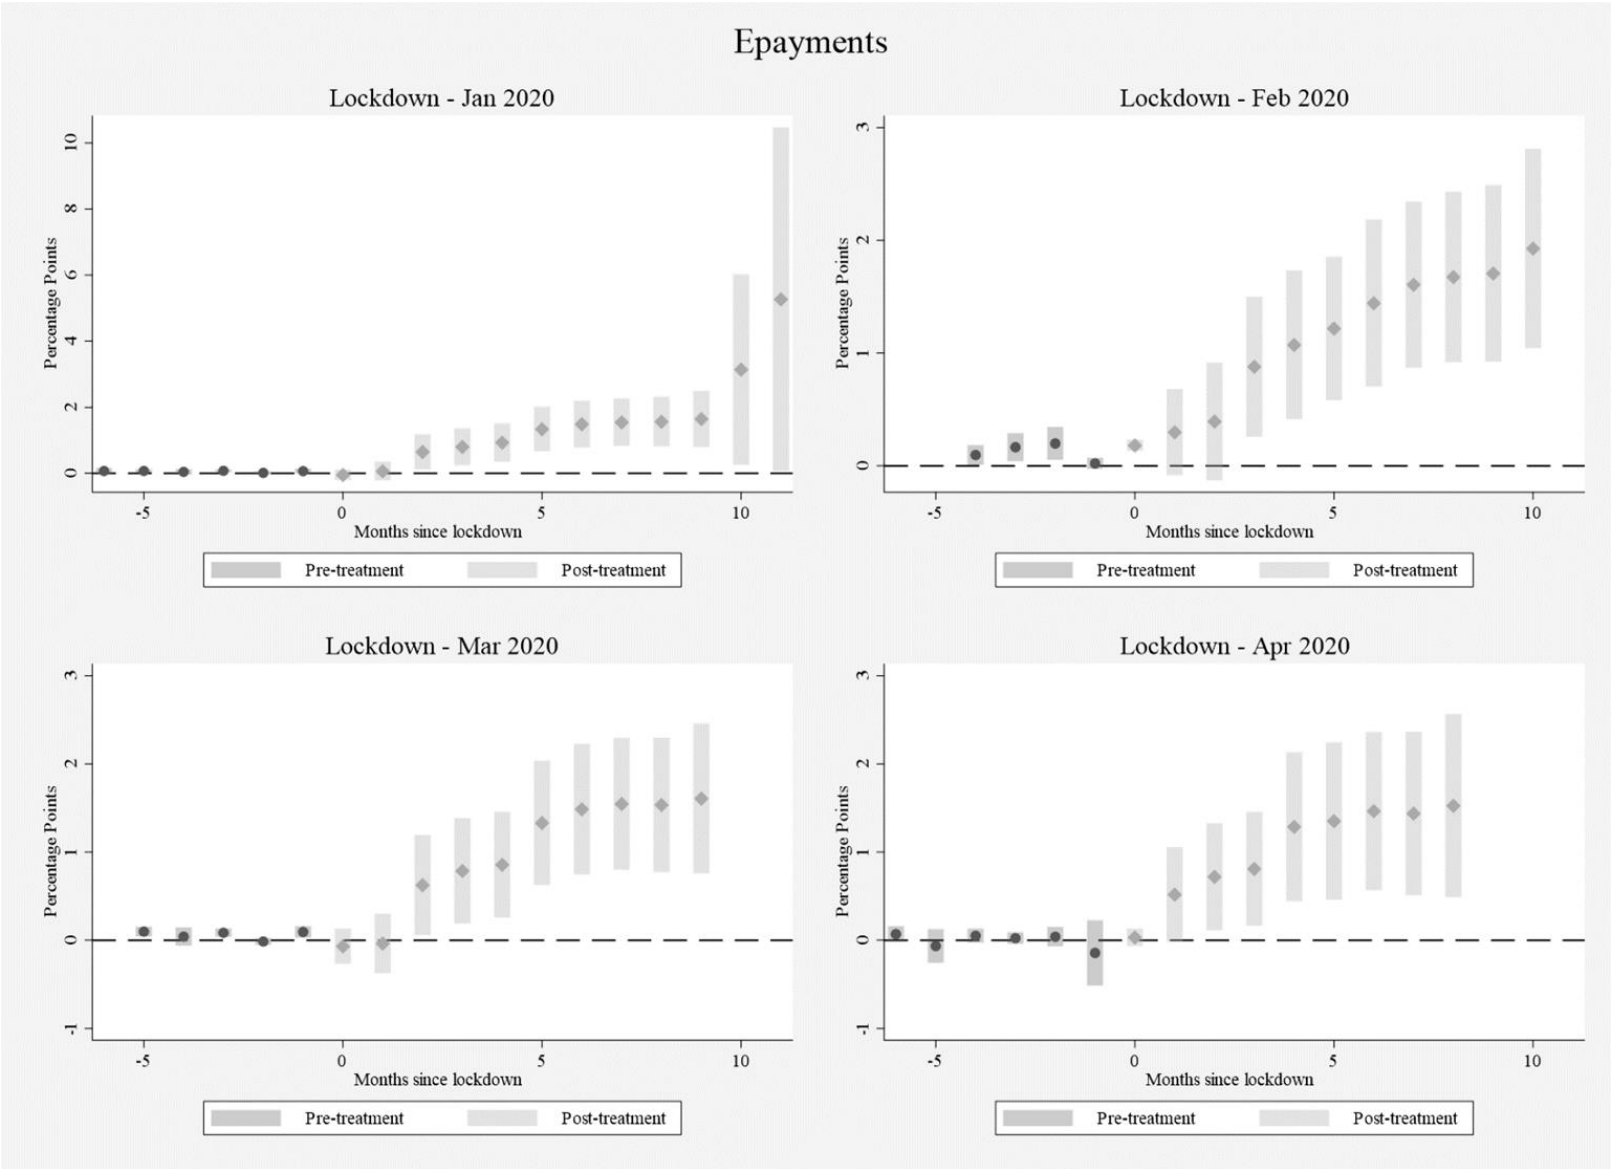 Epayments
Lockdown - Jan 2020
Percentage Points
10
8
6
4
2
0
-5 0 5 10
Months since lockdown
Pre-treatment Post-treatment
Lockdown - Feb 2020
Percentage Points
3
2
1
0
-5 0 5 10
Months since lockdown
Pre-treatment Post-treatment
Lockdown - Mar 2020
Percentage Points
3
2
1
0
-1
-5 0 5 10
Months since lockdown
Pre-treatment Post-treatment
Lockdown - Apr 2020
Percentage Points
3
2
1
0
-1
-5 0 5 10
Months since lockdown
Pre-treatment Post-treatment